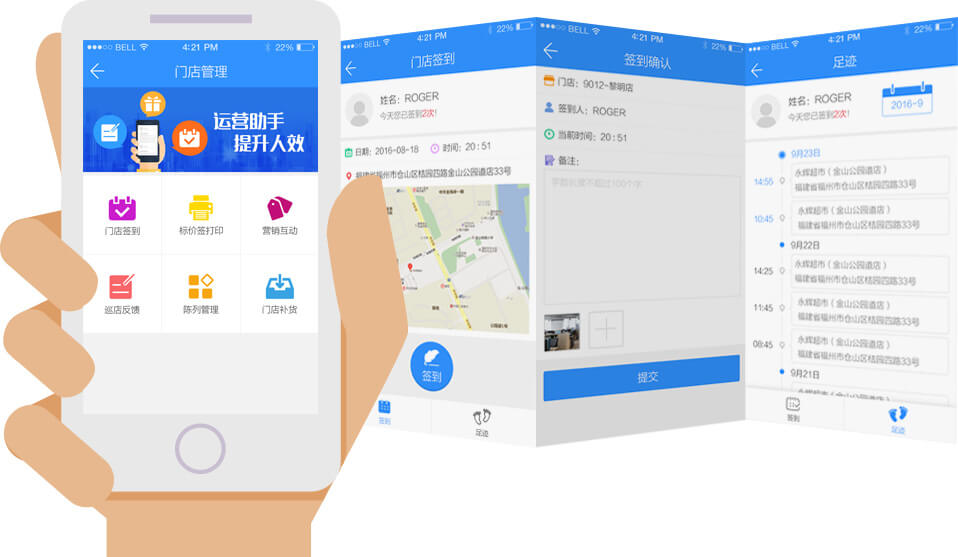 ●●●○○ BELL 4:21 PM 22%
门店管理
运营助手
提升人效
门店签到
标价签打印
营销互动
巡店反馈
陈列管理
门店补货
●●●○○ BELL 4:21 PM 22%
门店签到
姓名：ROGER
今天您已签到2次!
日期：2016-08-18 时间：20：51
福建省福州市仓山区桔园四路金山公园道店33号
签到
签到
足迹
●●●○○ BELL 4:21 PM 22%
签到确认
门店：9012-黎明店
签到人：ROGER
当前时间：20：51
备注：
字数长度不超过100个字
提交
●●●○○ BELL 4:21 PM 22%
足迹
姓名：ROGER
今天您已签到2次!
2016-9
9月23日
14:55
永辉超市（金山公园道店）
福建省福州市仓山区桔园四路33号
10:45
永辉超市（金山公园道店）
福建省福州市仓山区桔园四路33号
9月22日
14:25
永辉超市（金山公园道店）
福建省福州市仓山区桔园四路33号
11:45
永辉超市（金山公园道店）
福建省福州市仓山区桔园四路33号
08:45
永辉超市（金山公园道店）
福建省福州市仓山区桔园四路33号
9月21日
永辉超市（金山公园道店）
签到
足迹